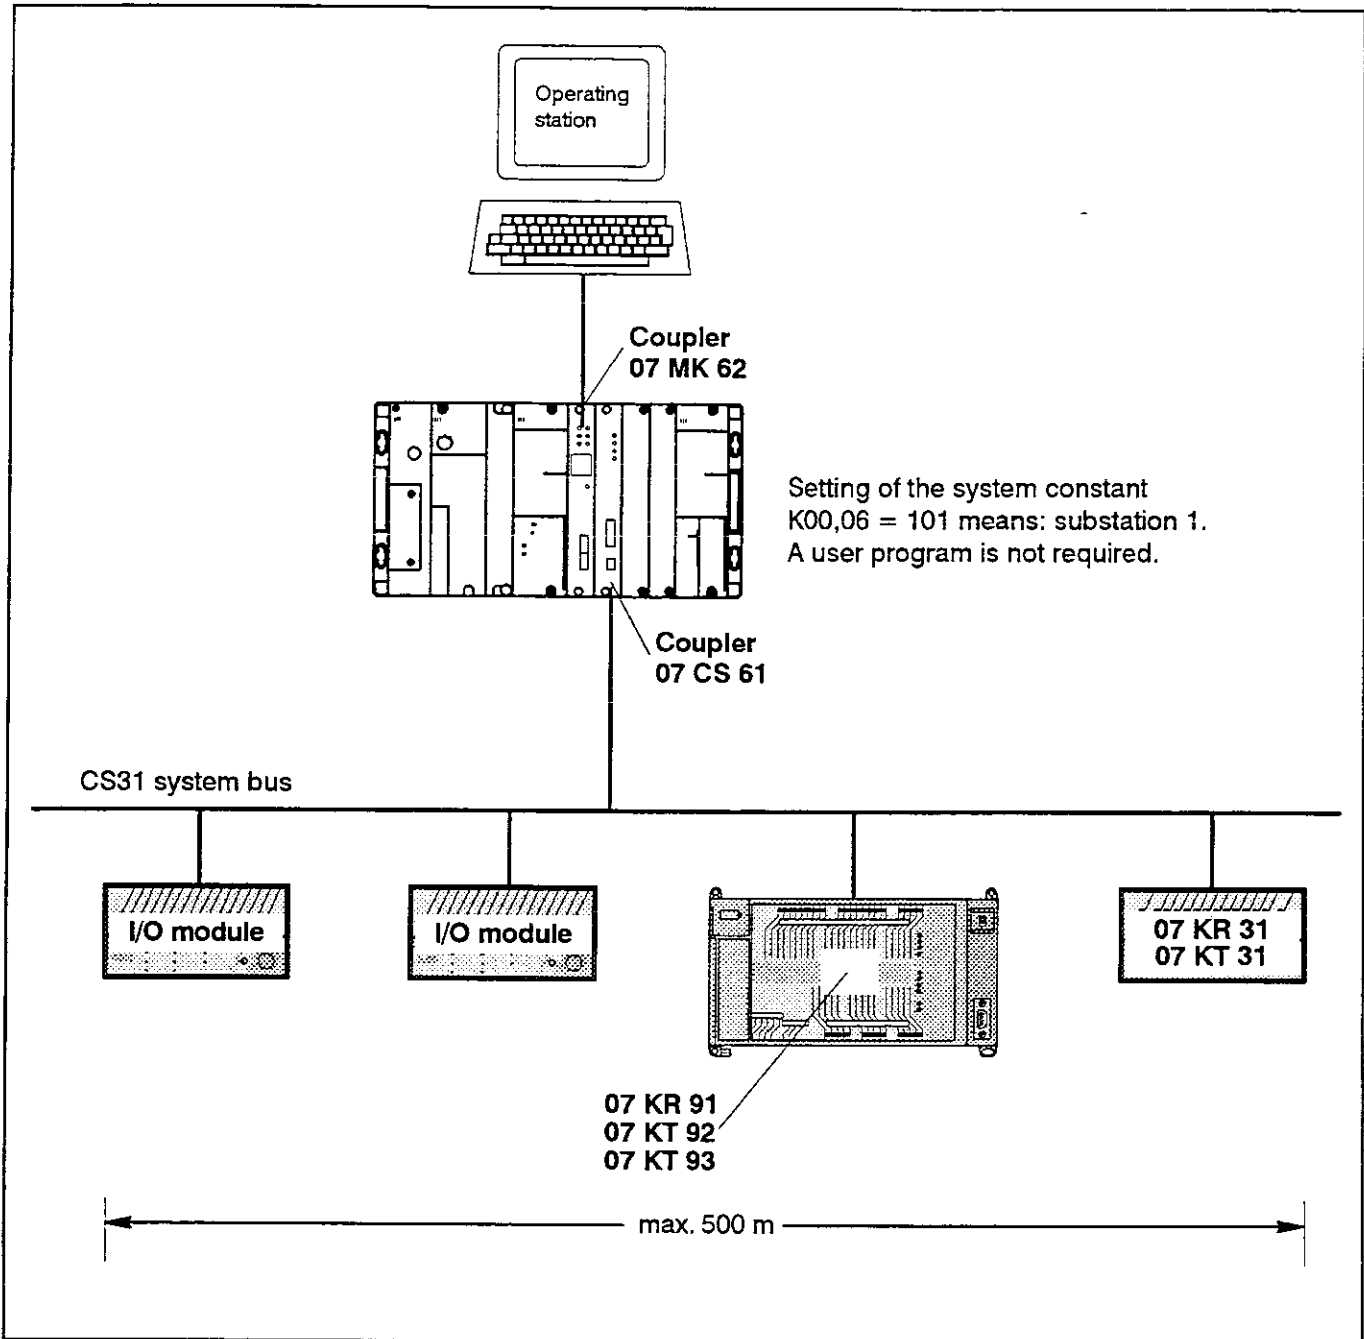 Operating
station
Coupler
07 MK 62
Setting of the system constant
K00,06 = 101 means: substation 1.
A user program is not required.
Coupler
07 CS 61
CS31 system bus
I/O module
I/O module
07 KR 31
07 KT 31
07 KR 91
07 KT 92
07 KT 93
max. 500 m